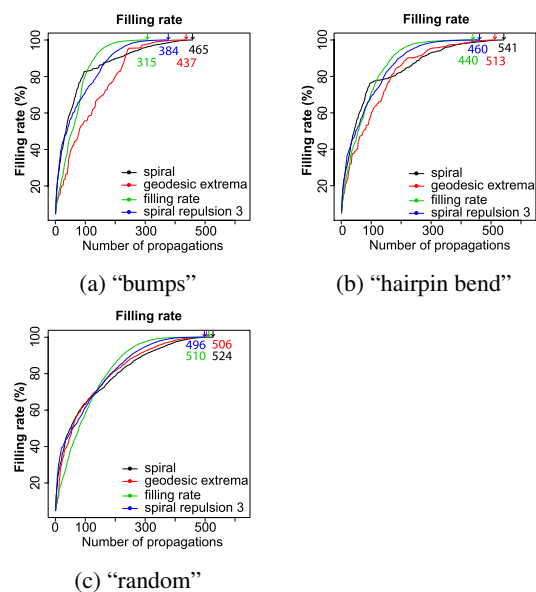 Filling rate
Filling rate (%)
100
80
60
40
20
384 465
315 437
spiral
geodesic extrema
filling rate
spiral repulsion 3
0 100 300 500
Number of propagations
(a) “bumps”
Filling rate
Filling rate (%)
100
80
60
40
20
460 541
440 513
spiral
geodesic extrema
filling rate
spiral repulsion 3
0 100 300 500
Number of propagations
(b) “hairpin bend”
Filling rate
Filling rate (%)
100
80
60
40
20
496 506
510 524
spiral
geodesic extrema
filling rate
spiral repulsion 3
0 100 300 500
Number of propagations
(c) “random”